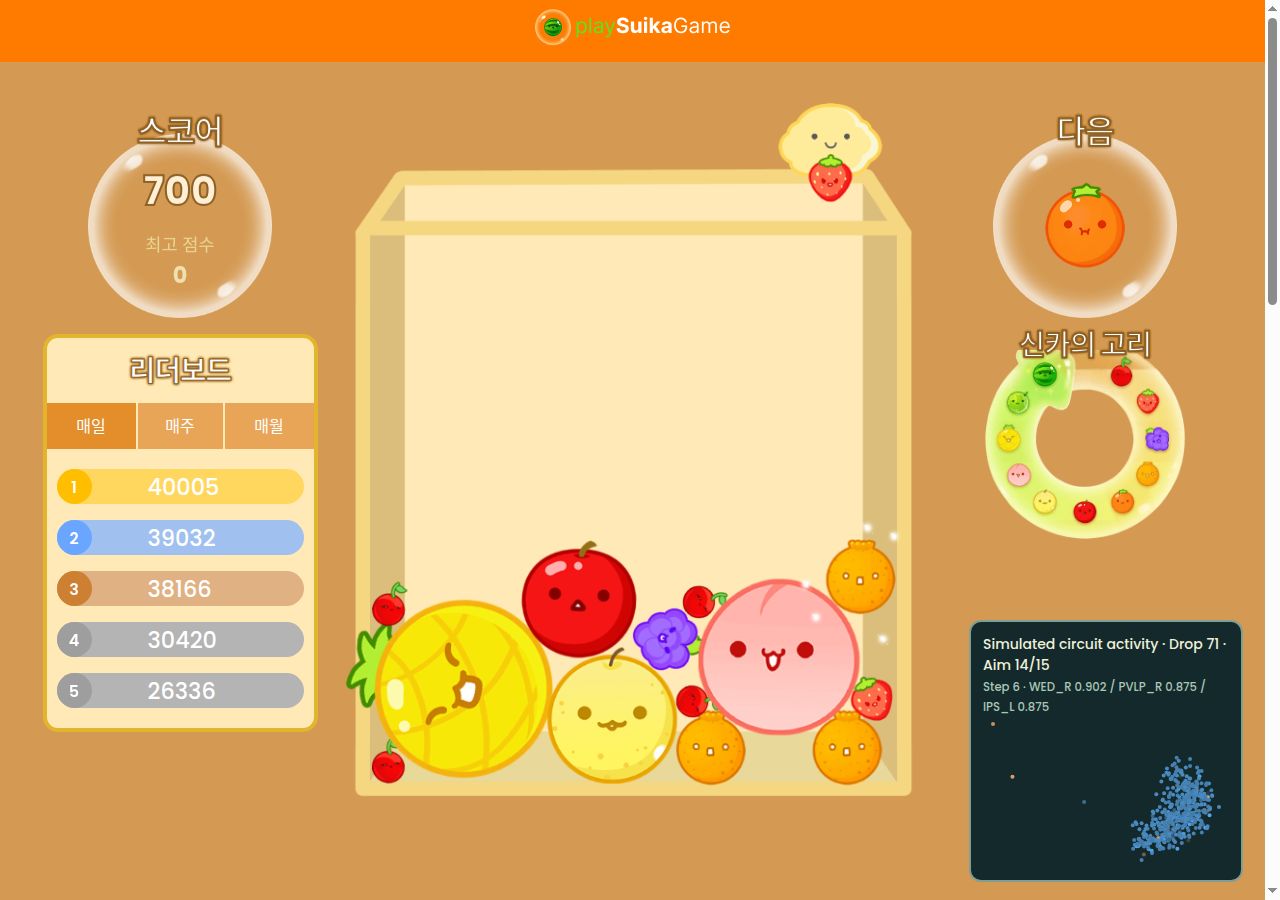 playSuikaGame
스코어
700
최고 점수
0
다음
신카의 고리
리더보드
매일 매주 매월
1 40005
2 39032
3 38166
4 30420
5 26336
Simulated circuit activity · Drop 71 ·
Aim 14/15
Step 6 · WED_R 0.902 / PVLP_R 0.875 /
IPS_L 0.875